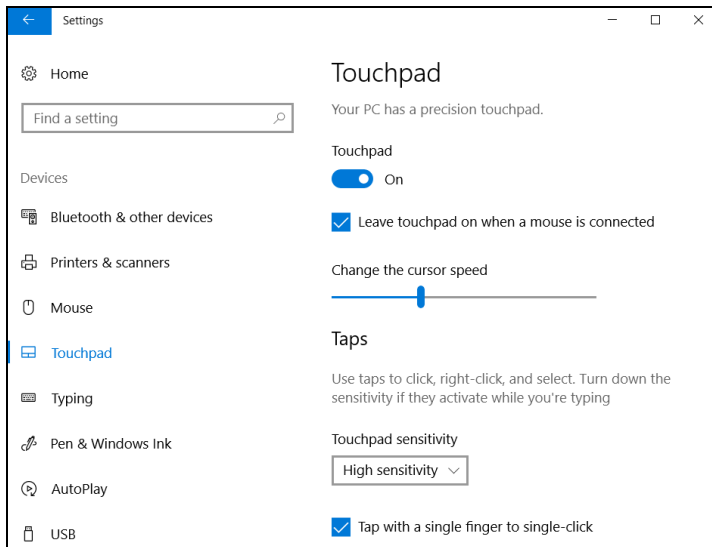 Settings
Home
Find a setting
Devices
Bluetooth & other devices
Printers & scanners
Mouse
Touchpad
Typing
Pen & Windows Ink
AutoPlay
USB
Touchpad
Your PC has a precision touchpad.
Touchpad
On
Leave touchpad on when a mouse is connected
Change the cursor speed
Taps
Use taps to click, right-click, and select. Turn down the
sensitivity if they activate while you're typing
Touchpad sensitivity
High sensitivity
Tap with a single finger to single-click